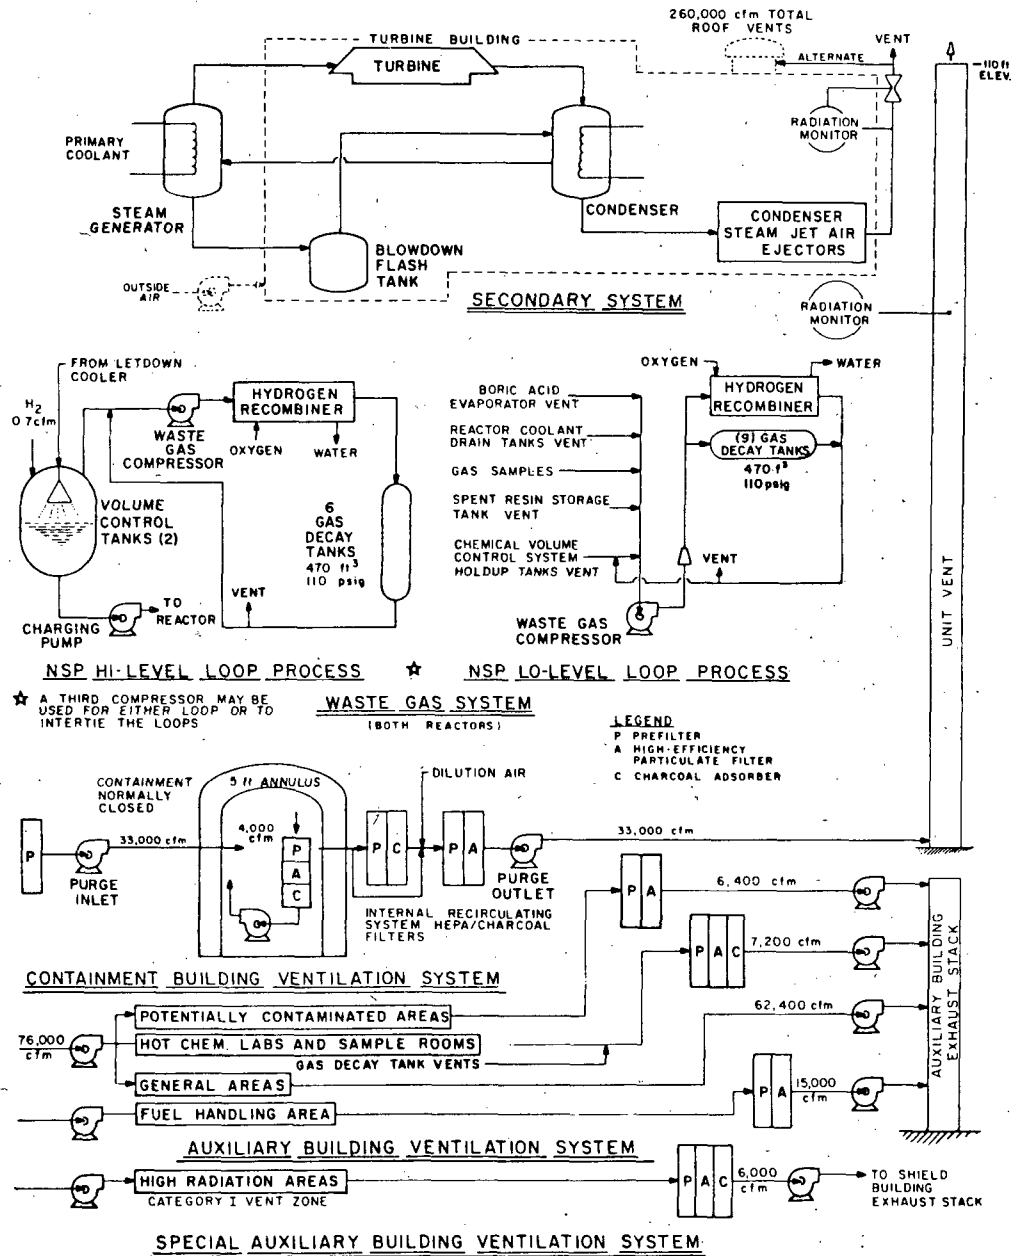 260,000 cfm TOTAL
ROOF VENTS
VENT
TURBINE BUILDING
ALTERNATE
110 ft
ELEV.
TURBINE
RADIATION
MONITOR
PRIMARY
COOLANT
STEAM
GENERATOR
CONDENSER
CONDENSER
STEAM JET AIR
EJECTORS
BLOWDOWN
FLASH
TANK
OUTSIDE
AIR
SECONDARY SYSTEM
RADIATION
MONITOR
UNIT VENT
FROM LETDOWN
COOLER
H2
0.7cfm
HYDROGEN
RECOMBINER
WASTE
GAS
COMPRESSOR
OXYGEN
WATER
VOLUME
CONTROL
TANKS (2)
6
GAS
DECAY
TANKS
470 ft³
110 psig
VENT
TO
REACTOR
CHARGING
PUMP
NSP HI-LEVEL LOOP PROCESS ☆
OXYGEN
WATER
HYDROGEN
RECOMBINER
BORIC ACID
EVAPORATOR VENT
REACTOR COOLANT
DRAIN TANKS VENT
(9) GAS
DECAY TANKS
470 f³
110 psig
GAS SAMPLES
SPENT RESIN STORAGE
TANK VENT
CHEMICAL VOLUME
CONTROL SYSTEM
HOLDUP TANKS VENT
VENT
WASTE GAS
COMPRESSOR
NSP LO-LEVEL LOOP PROCESS
☆ A THIRD COMPRESSOR MAY BE
USED FOR EITHER LOOP OR TO
INTERTIE THE LOOPS
WASTE GAS SYSTEM
(BOTH REACTORS)
LEGEND
P PREFILTER
A HIGH-EFFICIENCY
PARTICULATE FILTER
C CHARCOAL ADSORBER
CONTAINMENT
NORMALLY
CLOSED
5 ft ANNULUS
DILUTION AIR
P
33,000 cfm
4,000
cfm
P
A
C
P C
P A
33,000 cfm
PURGE
INLET
PURGE
OUTLET
INTERNAL RECIRCULATING
SYSTEM HEPA/CHARCOAL
FILTERS
CONTAINMENT BUILDING VENTILATION SYSTEM
P A
6,400 cfm
P A C
7,200 cfm
62,400 cfm
P A
15,000
cfm
AUXILIARY BUILDING
EXHAUST STACK
76,000
cfm
POTENTIALLY CONTAMINATED AREAS
HOT CHEM. LABS AND SAMPLE ROOMS
GAS DECAY TANK VENTS
GENERAL AREAS
FUEL HANDLING AREA
AUXILIARY BUILDING VENTILATION SYSTEM
HIGH RADIATION AREAS
CATEGORY I VENT ZONE
P A C
6,000
cfm
TO SHIELD
BUILDING
EXHAUST STACK
SPECIAL AUXILIARY BUILDING VENTILATION SYSTEM